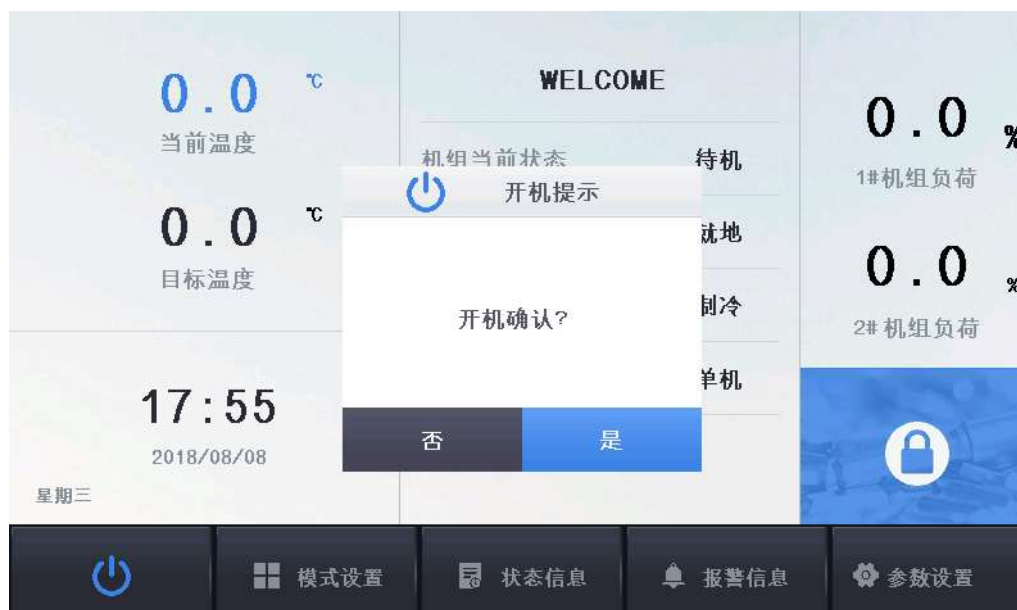 0.0 ℃
当前温度
0.0 ℃
目标温度
17:55
2018/08/08
星期三
WELCOME
机组当前状态 待机
就地
制冷
单机
开机提示
开机确认?
否 是
0.0 %
1#机组负荷
0.0 %
2#机组负荷
模式设置 状态信息 报警信息 参数设置